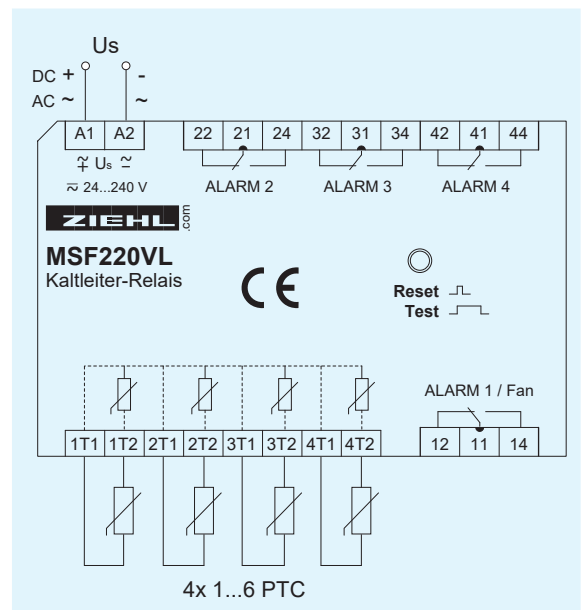 Us
DC + -
AC ~ ~
A1 A2 22 21 24 32 31 34 42 41 44
≂ Us ≂
≂ 24...240 V
ALARM 2 ALARM 3 ALARM 4
ZIEHL.com
MSF220VL
Kaltleiter-Relais
CE
Reset
Test
ALARM 1 / Fan
1T1 1T2 2T1 2T2 3T1 3T2 4T1 4T2 12 11 14
4x 1...6 PTC